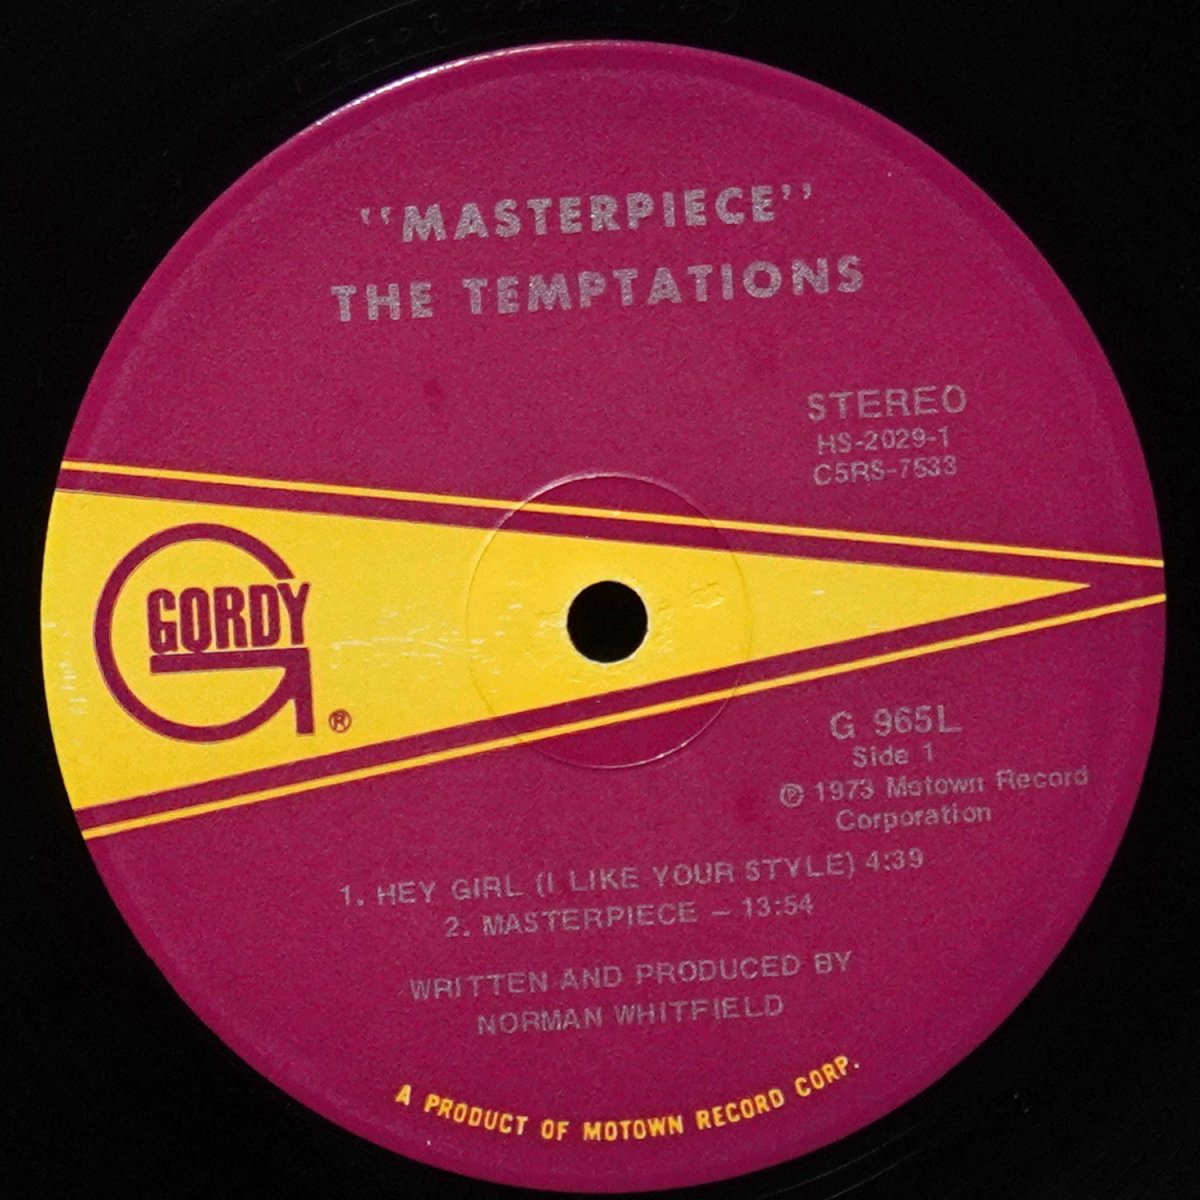 "MASTERPIECE"
THE TEMPTATIONS
STEREO
HS-2029-1
C5RS-7533
GORDY
®
G 965L
Side 1
℗ 1973 Motown Record
Corporation
1. HEY GIRL (I LIKE YOUR STYLE) 4:39
2. MASTERPIECE — 13:54
WRITTEN AND PRODUCED BY
NORMAN WHITFIELD
A PRODUCT OF MOTOWN RECORD CORP.